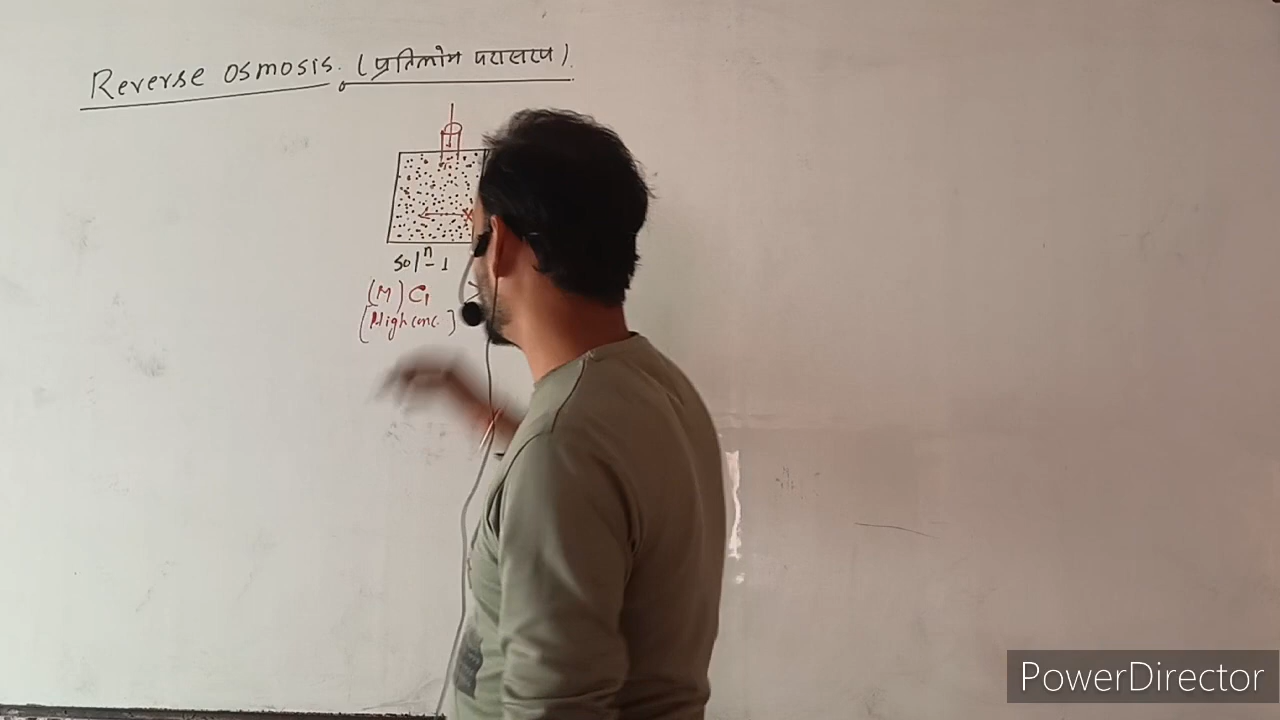 Reverse osmosis. (प्रतिलोम परासरण).
solⁿ-1
(M) C₁ >
[High conc.]
PowerDirector